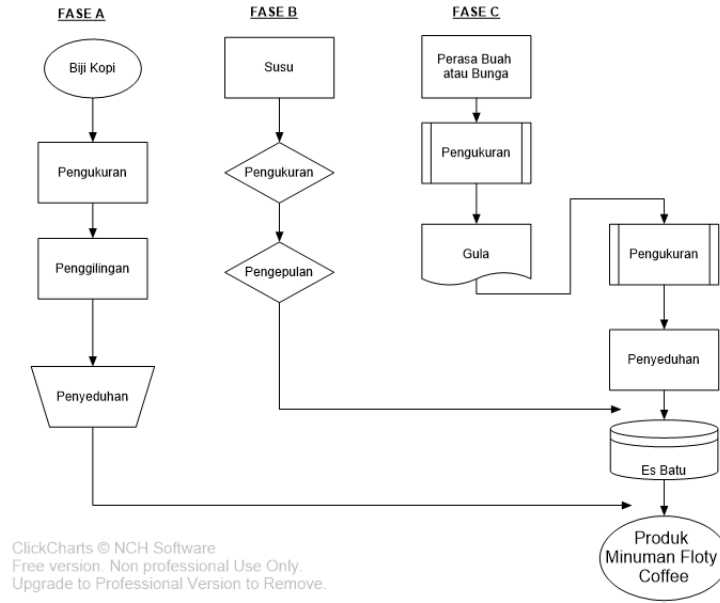 FASE A
FASE B
FASE C
Biji Kopi
Pengukuran
Penggilingan
Penyeduhan
Susu
Pengukuran
Pengepulan
Perasa Buah
atau Bunga
Pengukuran
Gula
Pengukuran
Penyeduhan
Es Batu
Produk
Minuman Floty
Coffee
ClickCharts © NCH Software
Free version. Non professional Use Only.
Upgrade to Professional Version to Remove.